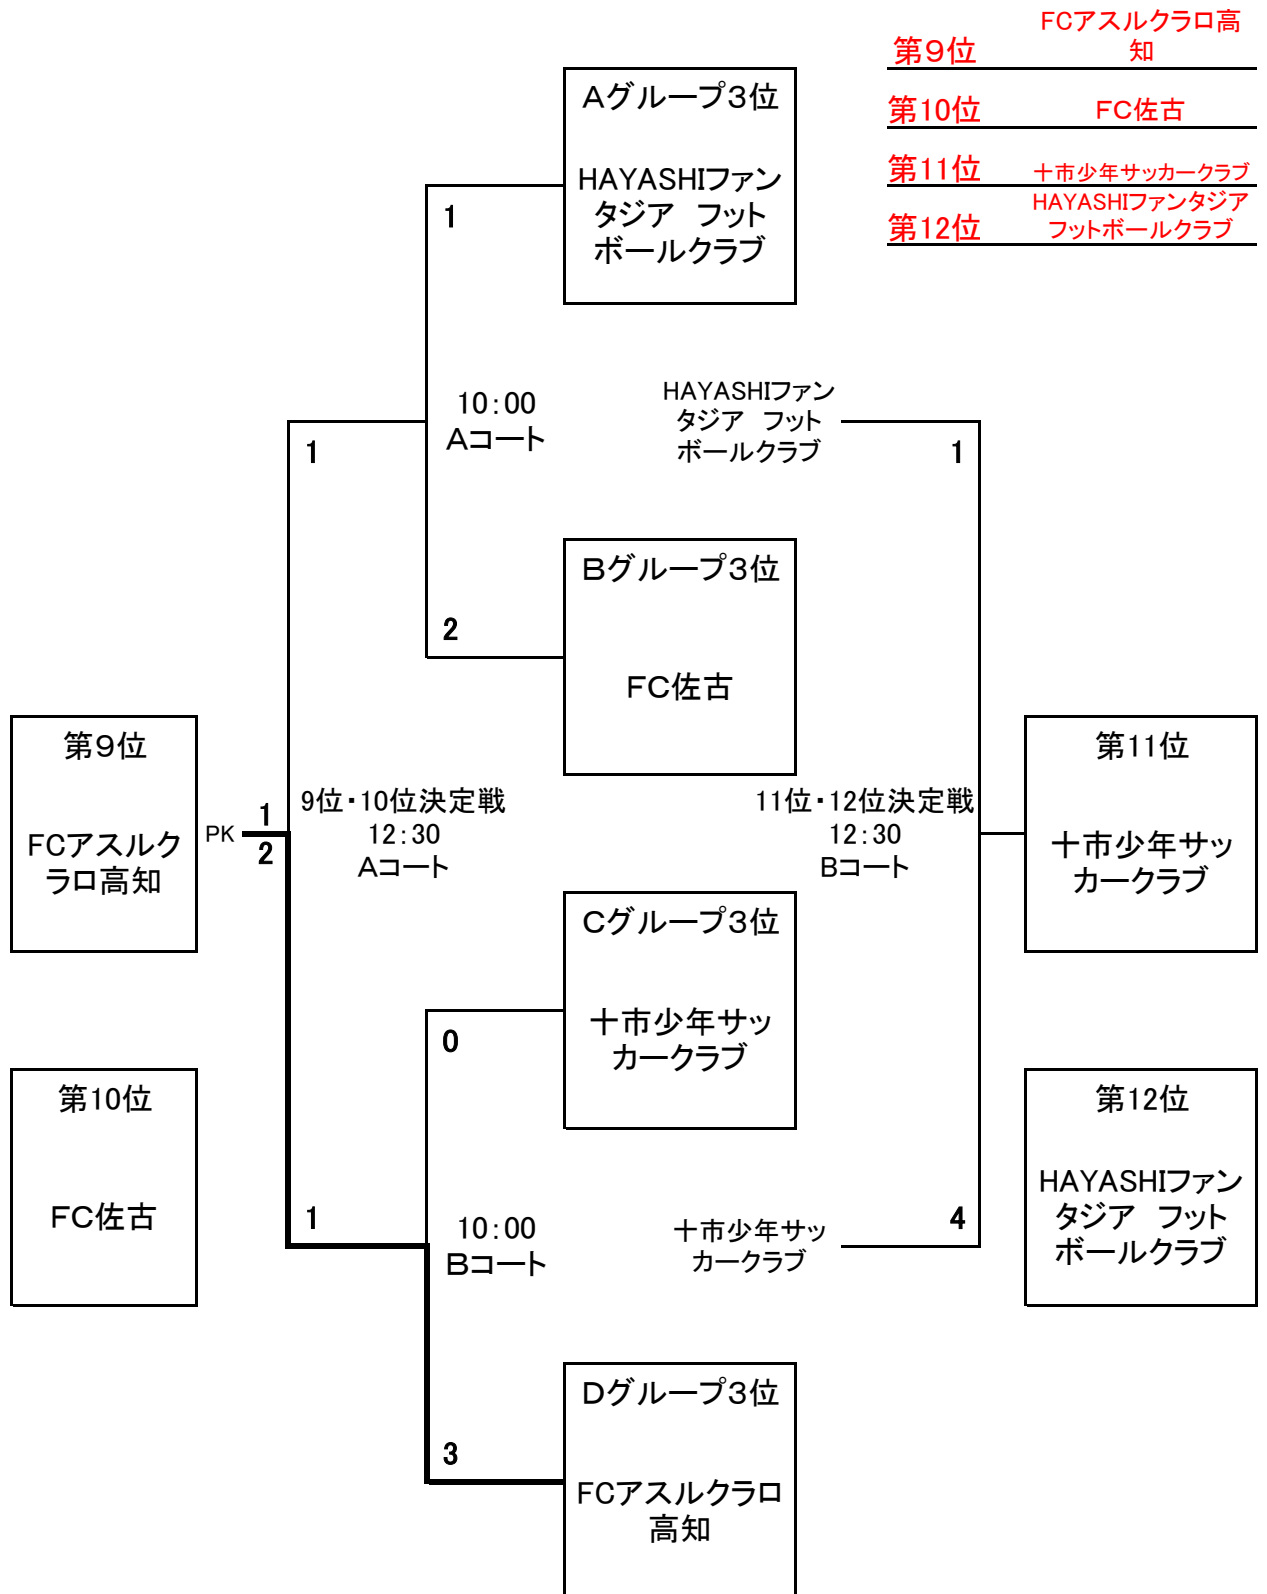 FCアスルクラロ高
知
第9位
第10位
FC佐古
第11位
十市少年サッカークラブ
第12位
HAYASHIファンタジア
フットボールクラブ
Aグループ3位
HAYASHIファン
タジア　フット
ボールクラブ
1
10:00
Aコート
HAYASHIファン
タジア　フット
ボールクラブ
1
1
Bグループ3位
FC佐古
2
第9位
FCアスルク
ラロ高知
PK
1
2
9位・10位決定戦
12:30
Aコート
11位・12位決定戦
12:30
Bコート
第11位
十市少年サッ
カークラブ
Cグループ3位
十市少年サッ
カークラブ
0
第10位
FC佐古
1
10:00
Bコート
十市少年サッ
カークラブ
4
第12位
HAYASHIファン
タジア　フット
ボールクラブ
Dグループ3位
FCアスルクラロ
高知
3